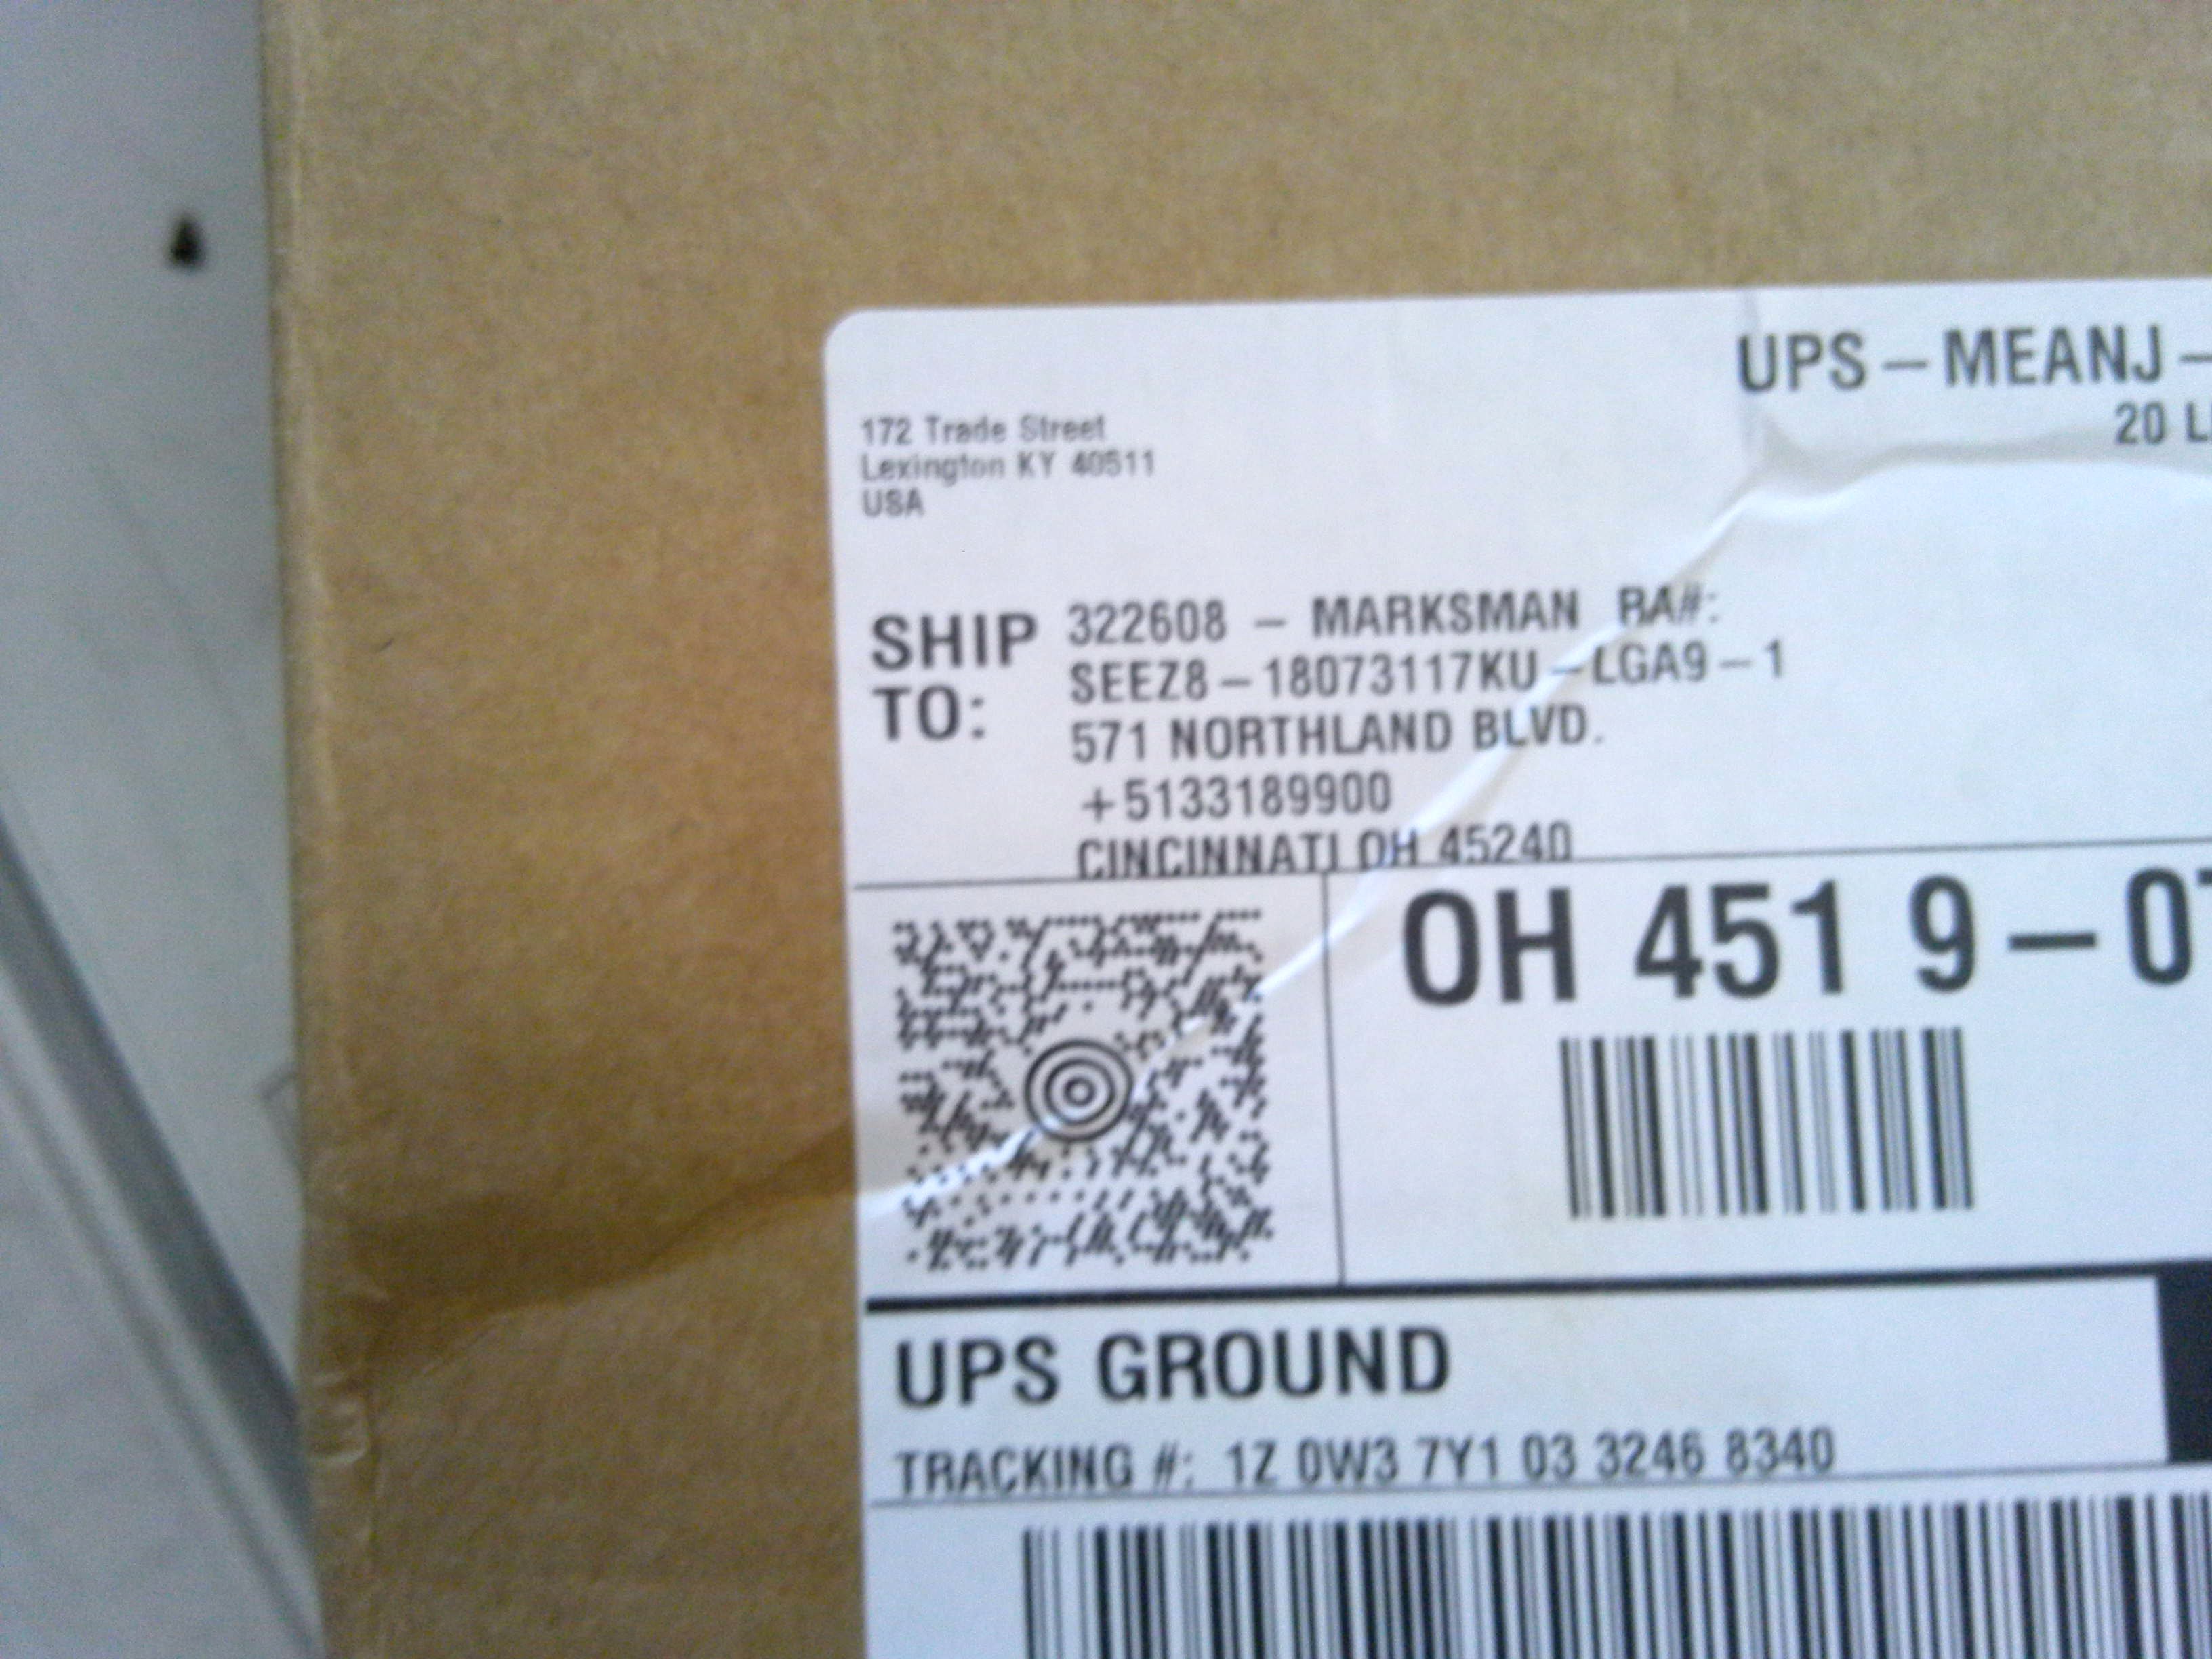 UPS – MEANJ –
20 L
172 Trade Street
Lexington KY 40511
USA
SHIP TO:
322608 – MARKSMAN RA#:
SEEZ8 – 18073117KU – LGA9 – 1
571 NORTHLAND BLVD.
+5133189900
CINCINNATI OH 45240
OH 451 9 – 0
UPS GROUND
TRACKING #: 1Z 0W3 7Y1 03 3246 8340